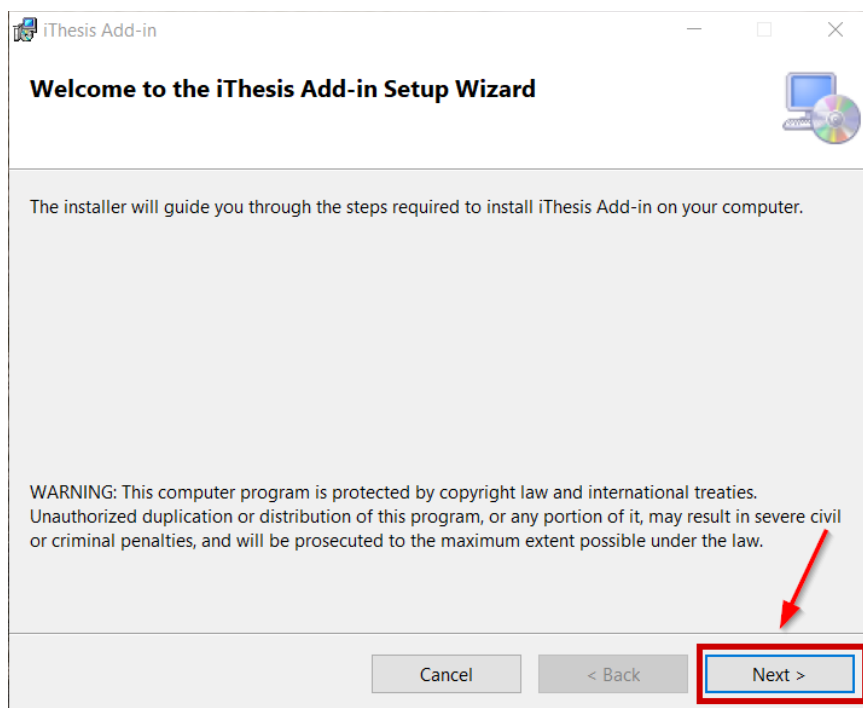 iThesis Add-in
Welcome to the iThesis Add-in Setup Wizard
The installer will guide you through the steps required to install iThesis Add-in on your computer.
WARNING: This computer program is protected by copyright law and international treaties.
Unauthorized duplication or distribution of this program, or any portion of it, may result in severe civil
or criminal penalties, and will be prosecuted to the maximum extent possible under the law.
Cancel
< Back
Next >